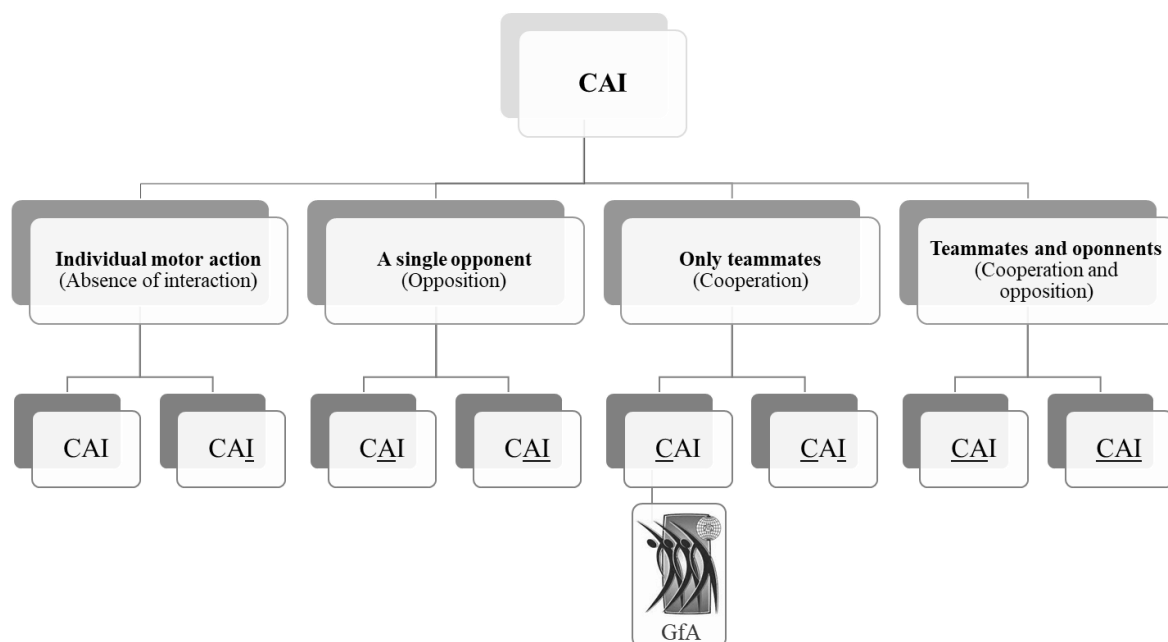 CAI
Individual motor action
(Absence of interaction)
A single opponent
(Opposition)
Only teammates
(Cooperation)
Teammates and oponnents
(Cooperation and
opposition)
CAI
CAI
CAI
CAI
CAI
CAI
CAI
CAI
GfA